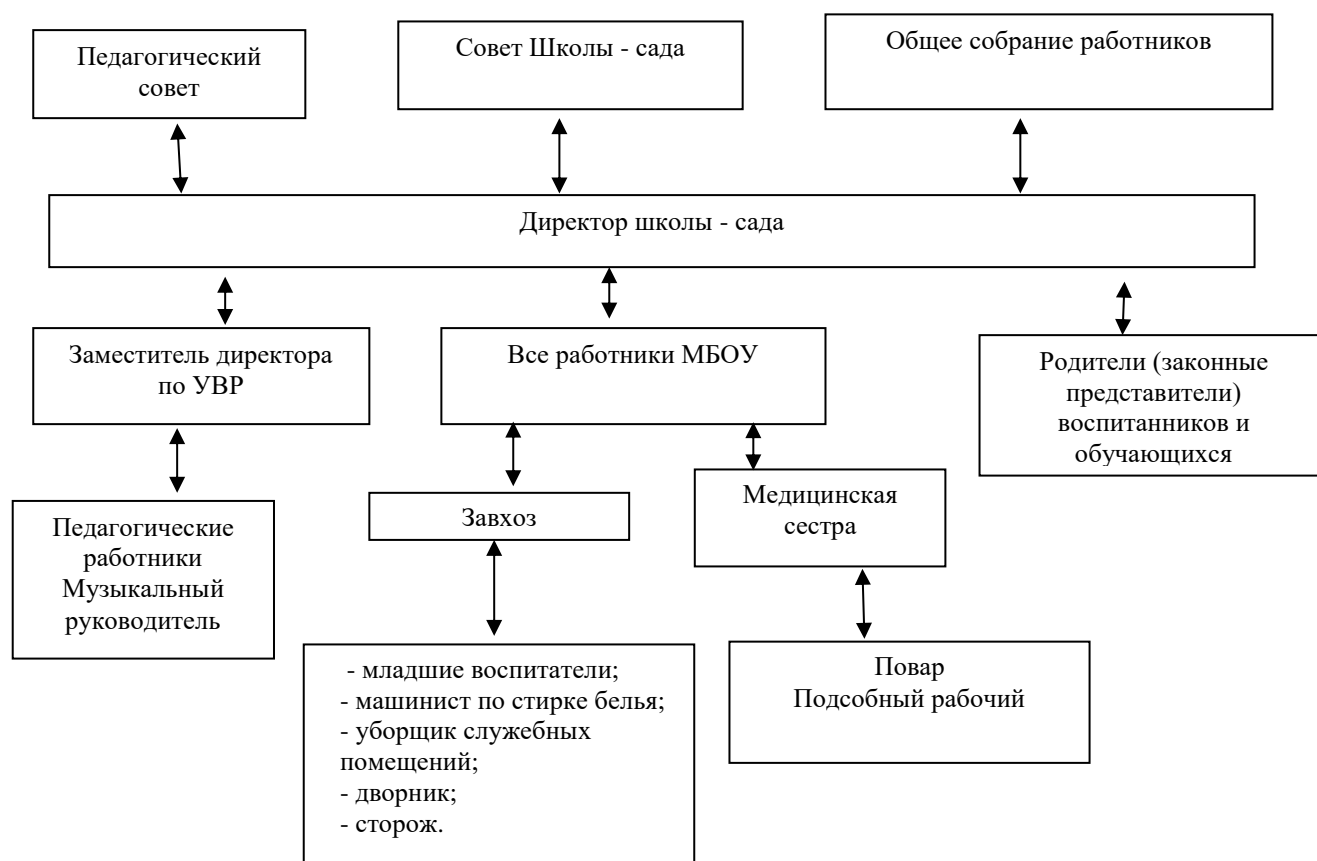 Педагогический
совет
Совет Школы - сада
Общее собрание работников
Директор школы - сада
Заместитель директора
по УВР
Все работники МБОУ
Родители (законные
представители)
воспитанников и
обучающихся
Педагогические
работники
Музыкальный
руководитель
Завхоз
Медицинская
сестра
- младшие воспитатели;
- машинист по стирке белья;
- уборщик служебных
помещений;
- дворник;
- сторож.
Повар
Подсобный рабочий